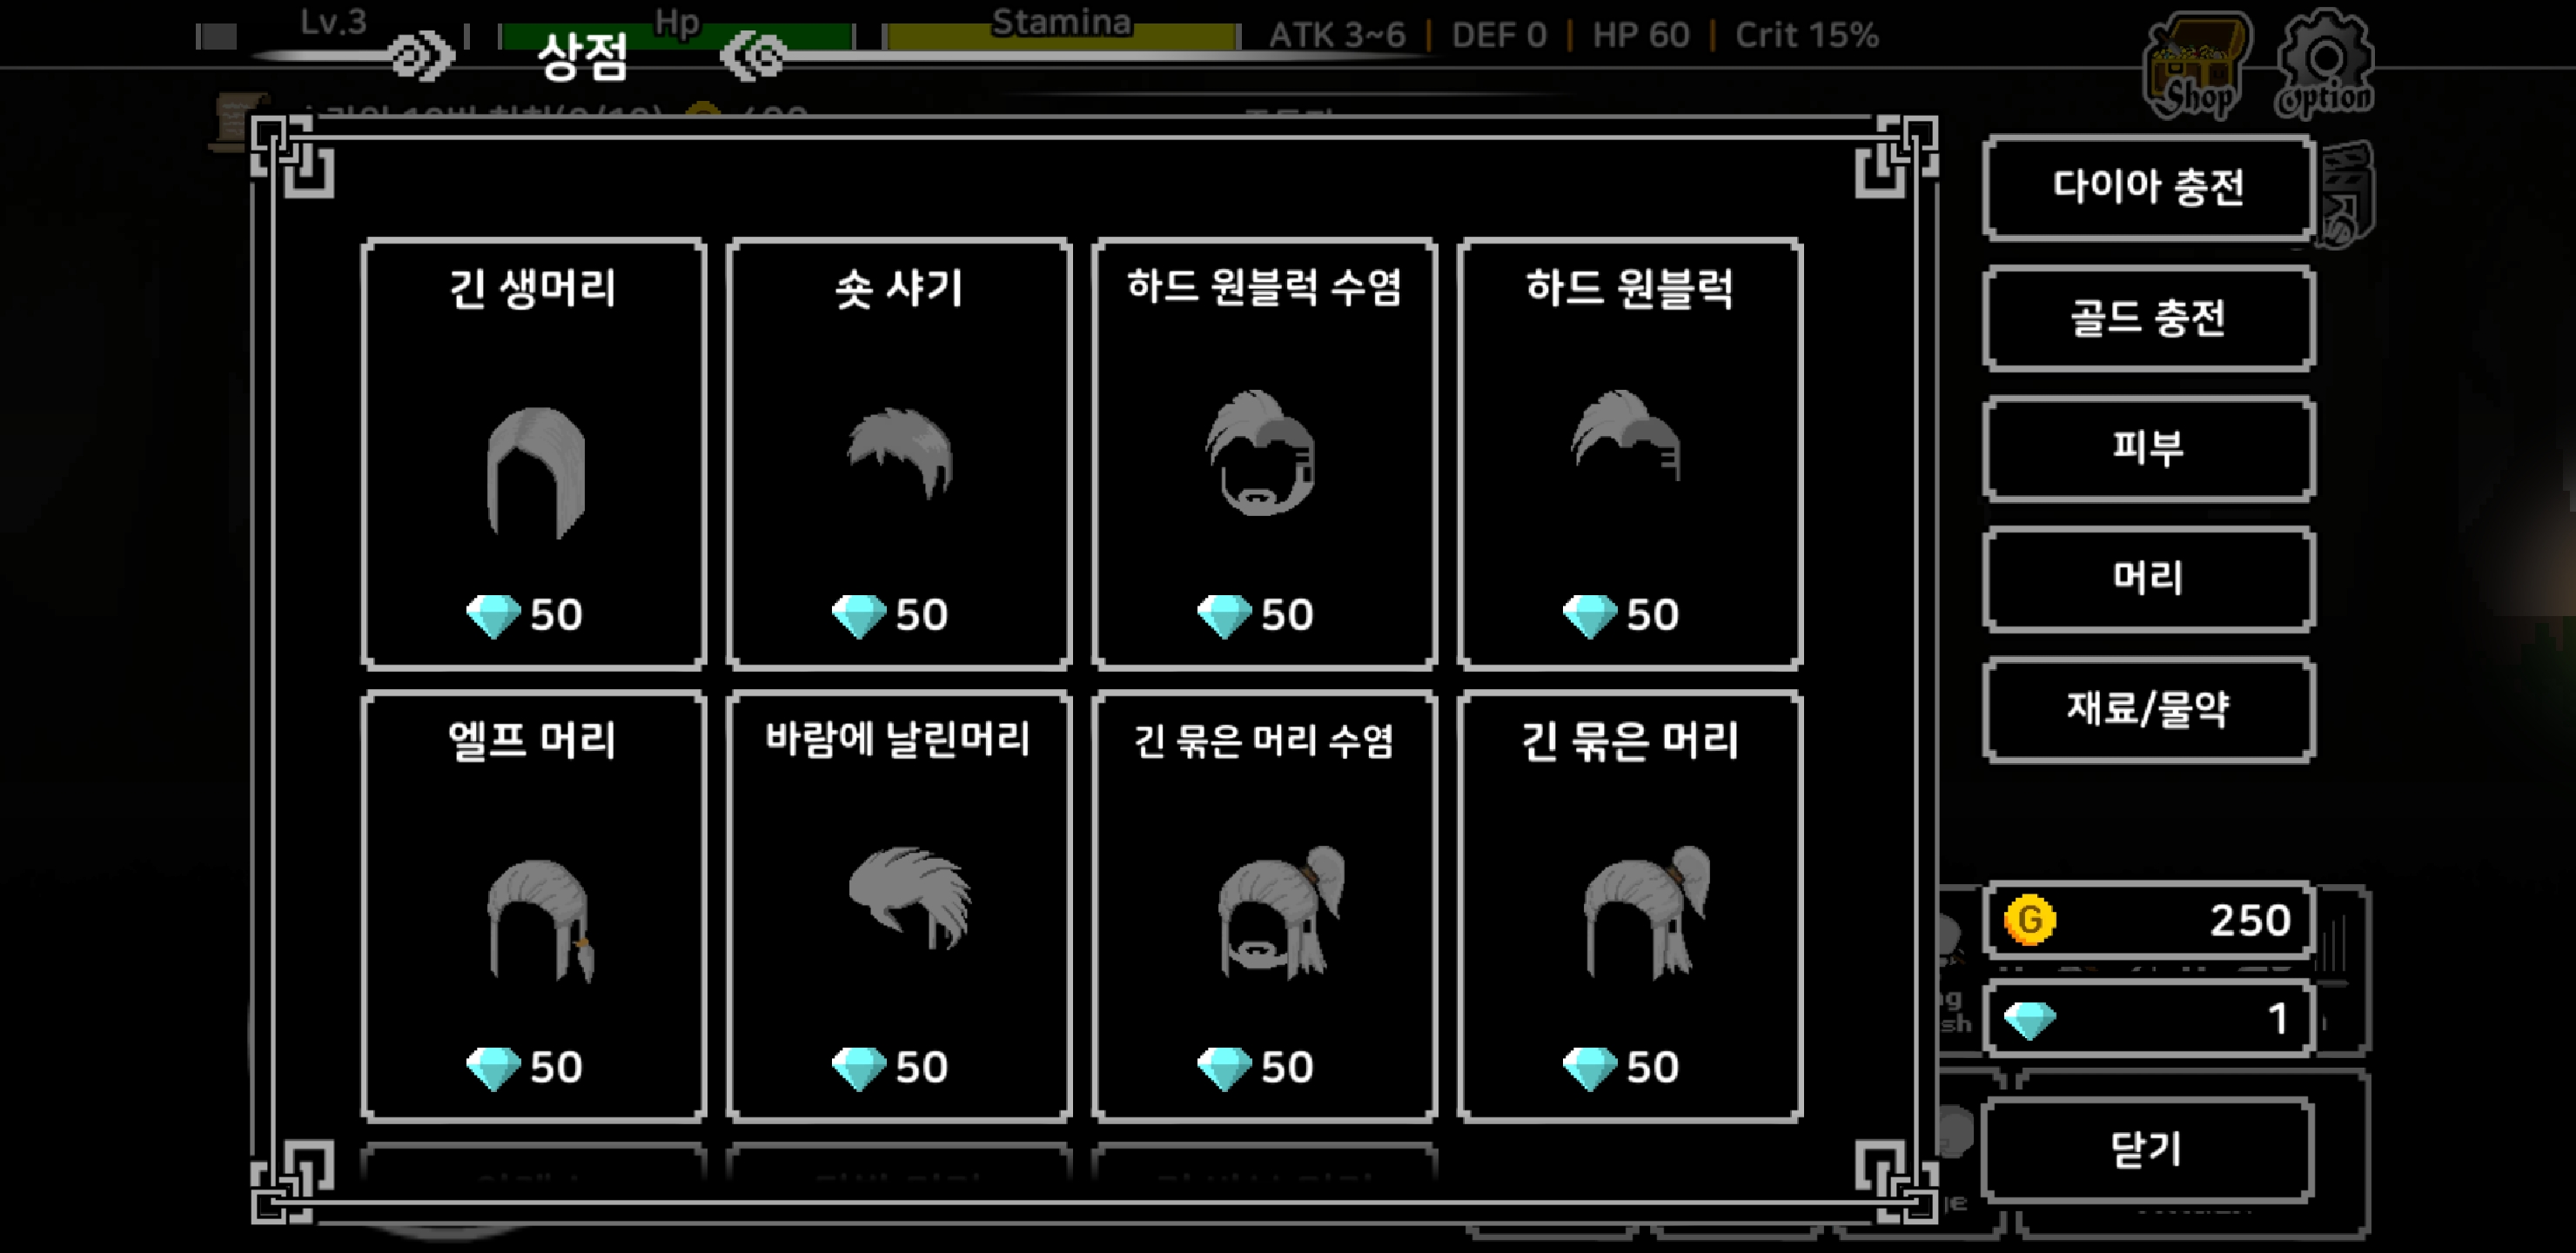 Lv.3
Hp
Stamina
ATK 3~6 | DEF 0 | HP 60 | Crit 15%
상점
Shop
Option
다이아 충전
골드 충전
피부
머리
재료/물약
긴 생머리
숏 샤기
하드 원블럭 수염
하드 원블럭
50
50
50
50
엘프 머리
바람에 날린머리
긴 묶은 머리 수염
긴 묶은 머리
50
50
50
50
G 250
1
닫기